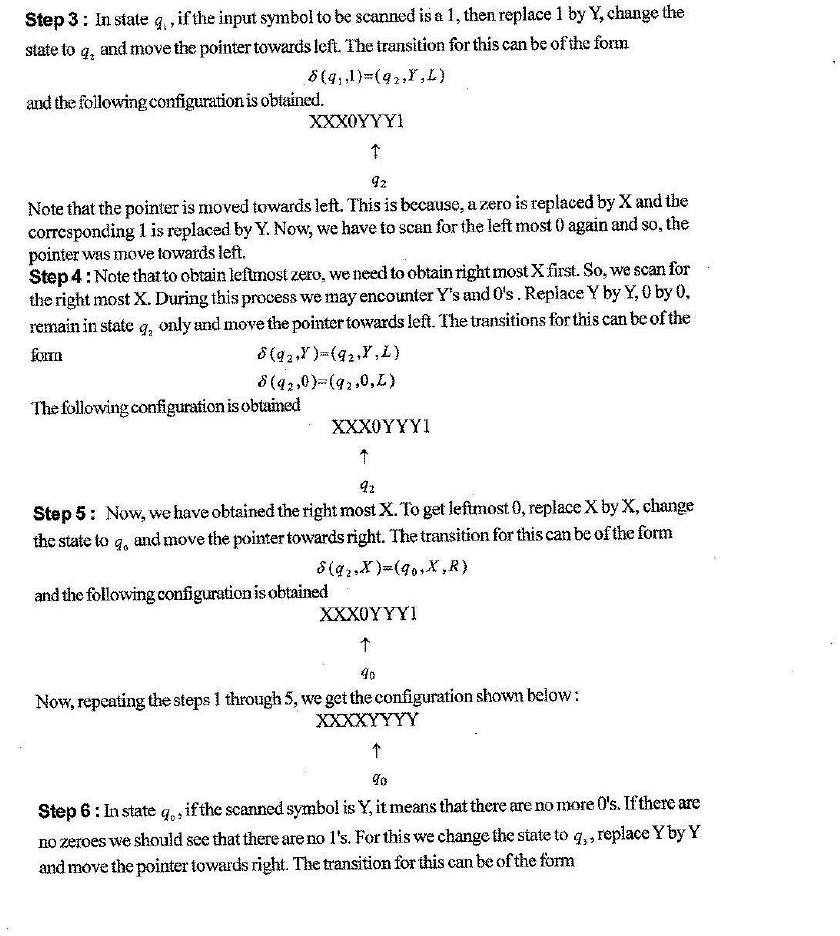 Step 3 : In state q₁ , if the input symbol to be scanned is a 1, then replace 1 by Y, change the
state to q₂ and move the pointer towards left. The transition for this can be of the form
δ(q₁,1)=(q₂,Y,L)
and the following configuration is obtained.
XXX0YYY1
↑
q₂
Note that the pointer is moved towards left. This is because, a zero is replaced by X and the
corresponding 1 is replaced by Y. Now, we have to scan for the left most 0 again and so, the
pointer was move towards left.
Step 4 : Note that to obtain leftmost zero, we need to obtain right most X first. So, we scan for
the right most X. During this process we may encounter Y's and 0's . Replace Y by Y, 0 by 0,
remain in state q₂ only and move the pointer towards left. The transitions for this can be of the
form δ(q₂,Y)=(q₂,Y,L)
δ(q₂,0)=(q₂,0,L)
The following configuration is obtained
XXX0YYY1
↑
q₂
Step 5 : Now, we have obtained the right most X. To get leftmost 0, replace X by X, change
the state to q₀ and move the pointer towards right. The transition for this can be of the form
δ(q₂,X)=(q₀,X,R)
and the following configuration is obtained
XXX0YYY1
↑
q₀
Now, repeating the steps 1 through 5, we get the configuration shown below :
XXXXYYYY
↑
q₀
Step 6 : In state q₀ , if the scanned symbol is Y, it means that there are no more 0's. If there are
no zeroes we should see that there are no 1's. For this we change the state to q₃ , replace Y by Y
and move the pointer towards right. The transition for this can be of the form